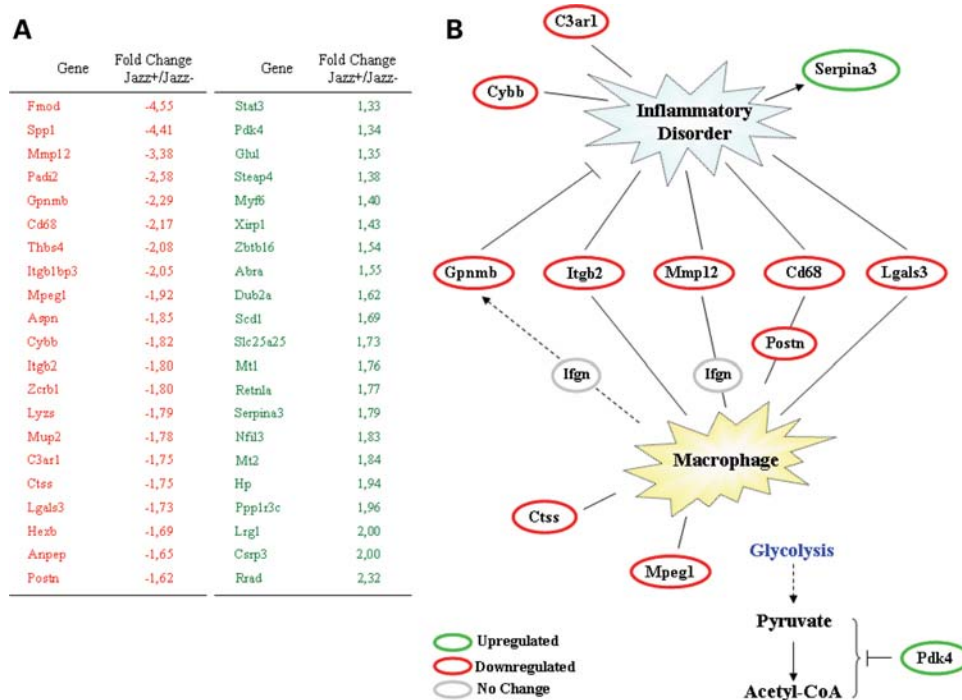 A
Gene Fold Change Jazz+/Jazz- Gene Fold Change Jazz+/Jazz-
Fmod -4,55 Stat3 1,33
Spp1 -4,41 Pdk4 1,34
Mmp12 -3,38 Glul 1,35
Padi2 -2,58 Steap4 1,38
Gpnmb -2,29 Myf6 1,40
Cd68 -2,17 Xirp1 1,43
Thbs4 -2,08 Zbtb16 1,54
Itgb1bp3 -2,05 Abra 1,55
Mpeg1 -1,92 Dub2a 1,62
Aspn -1,85 Scd1 1,69
Cybb -1,82 Slc25a25 1,73
Itgb2 -1,80 Mt1 1,76
Zcrb1 -1,80 Retnla 1,77
Lyzs -1,79 Serpina3 1,79
Mup2 -1,78 Nfil3 1,83
C3ar1 -1,75 Mt2 1,84
Ctss -1,75 Hp 1,94
Lgals3 -1,73 Ppp1r3c 1,96
Hexb -1,69 Lrg1 2,00
Anpep -1,65 Csrp3 2,00
Postn -1,62 Rrad 2,32
B
C3ar1
Serpina3
Cybb
Inflammatory
Disorder
Gpnmb Itgb2 Mmp12 Cd68 Lgals3
Postn
Ifgn Ifgn
Macrophage
Ctss
Mpeg1
Glycolysis
Pyruvate
Pdk4
Acetyl-CoA
Upregulated
Downregulated
No Change